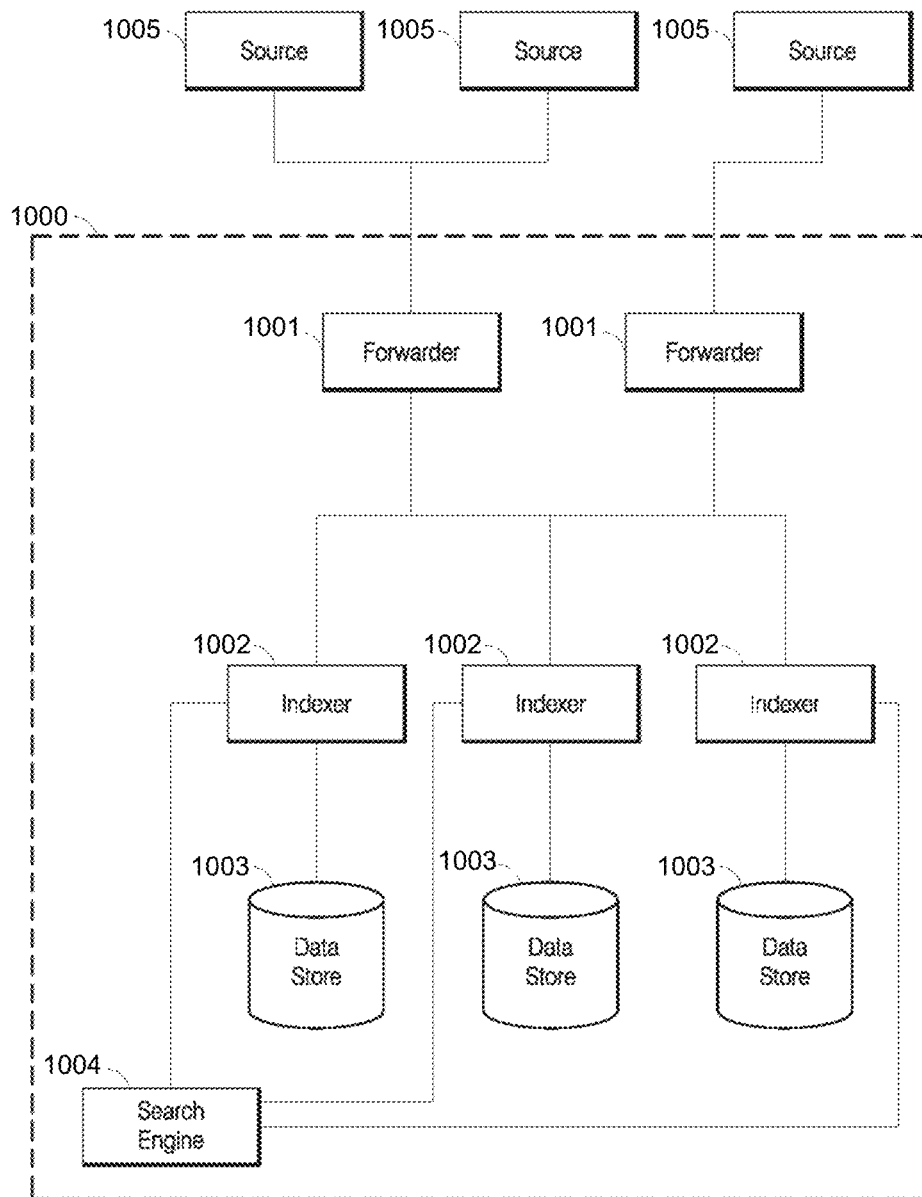 1005 1005 1005
Source Source Source
1000
1001 1001
Forwarder Forwarder
1002 1002 1002
Indexer Indexer Indexer
1003 1003 1003
Data Data Data
Store Store Store
1004
Search
Engine